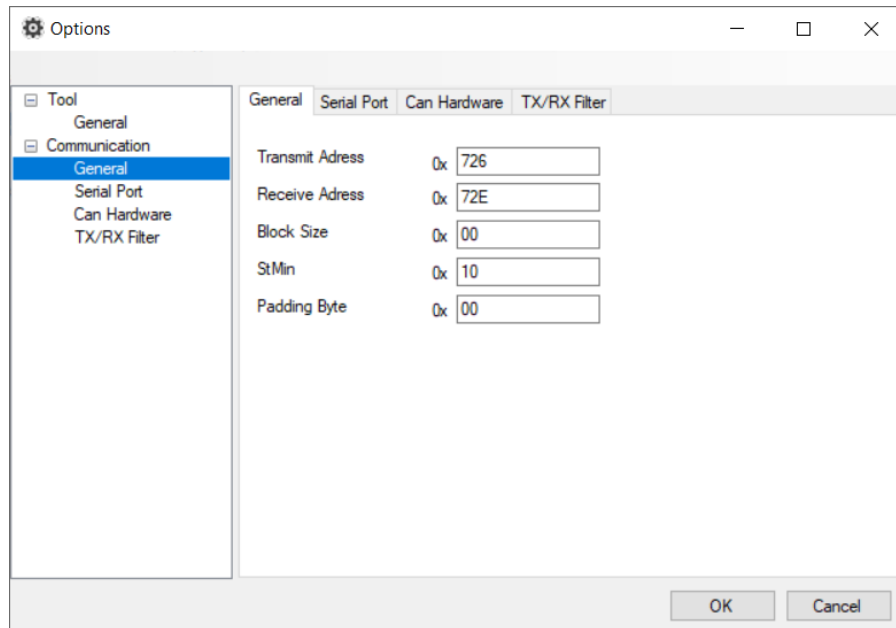 Options
Tool
General
Communication
General
Serial Port
Can Hardware
TX/RX Filter
General Serial Port Can Hardware TX/RX Filter
Transmit Adress 0x 726
Receive Adress 0x 72E
Block Size 0x 00
StMin 0x 10
Padding Byte 0x 00
OK Cancel